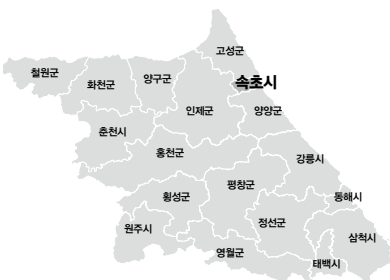 고성군
철원군
화천군
양구군
속초시
인제군
양양군
춘천시
홍천군
강릉시
평창군
횡성군
동해시
정선군
원주시
삼척시
영월군
태백시